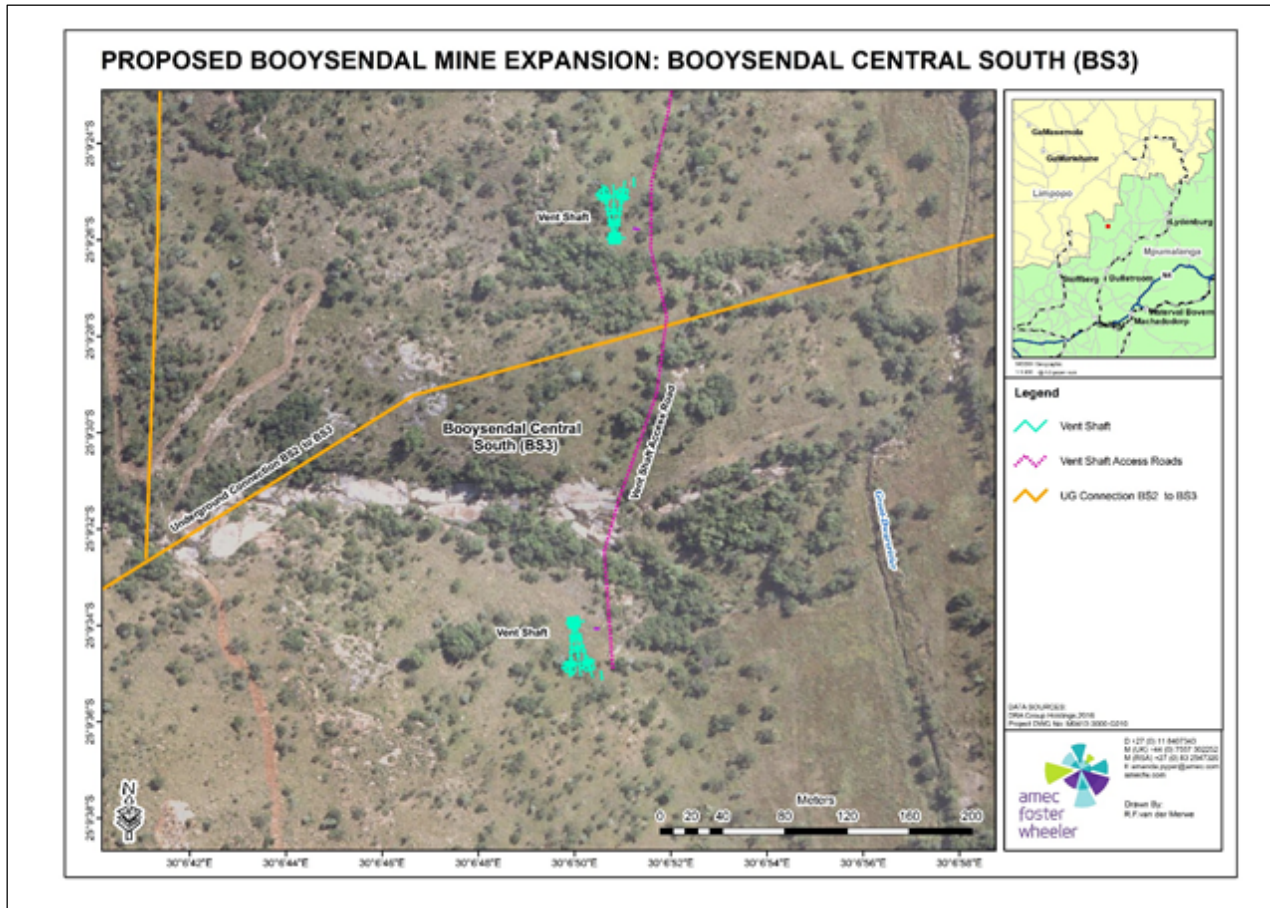 PROPOSED BOOYSENDAL MINE EXPANSION: BOOYSENDAL CENTRAL SOUTH (BS3)
25°9'24"S
25°9'26"S
25°9'28"S
25°9'30"S
25°9'32"S
25°9'34"S
25°9'36"S
25°9'38"S
Vent Shaft
Vent Shaft Access Road
Booysendal Central
South (BS3)
Underground Connection BS2 to BS3
Vent Shaft
N
Meters
0 20 40 80 120 160 200
30°6'42"E
30°6'44"E
30°6'46"E
30°6'48"E
30°6'50"E
30°6'52"E
30°6'54"E
30°6'56"E
30°6'58"E
Limpopo
Lydenburg
Mpumalanga
N4
Machadodorp
Legend
Vent Shaft
Vent Shaft Access Roads
UG Connection BS2 to BS3
DATA SOURCES:
DRA Group Holdings 2016
amec
foster
wheeler
Drawn By:
R.F.van der Merwe